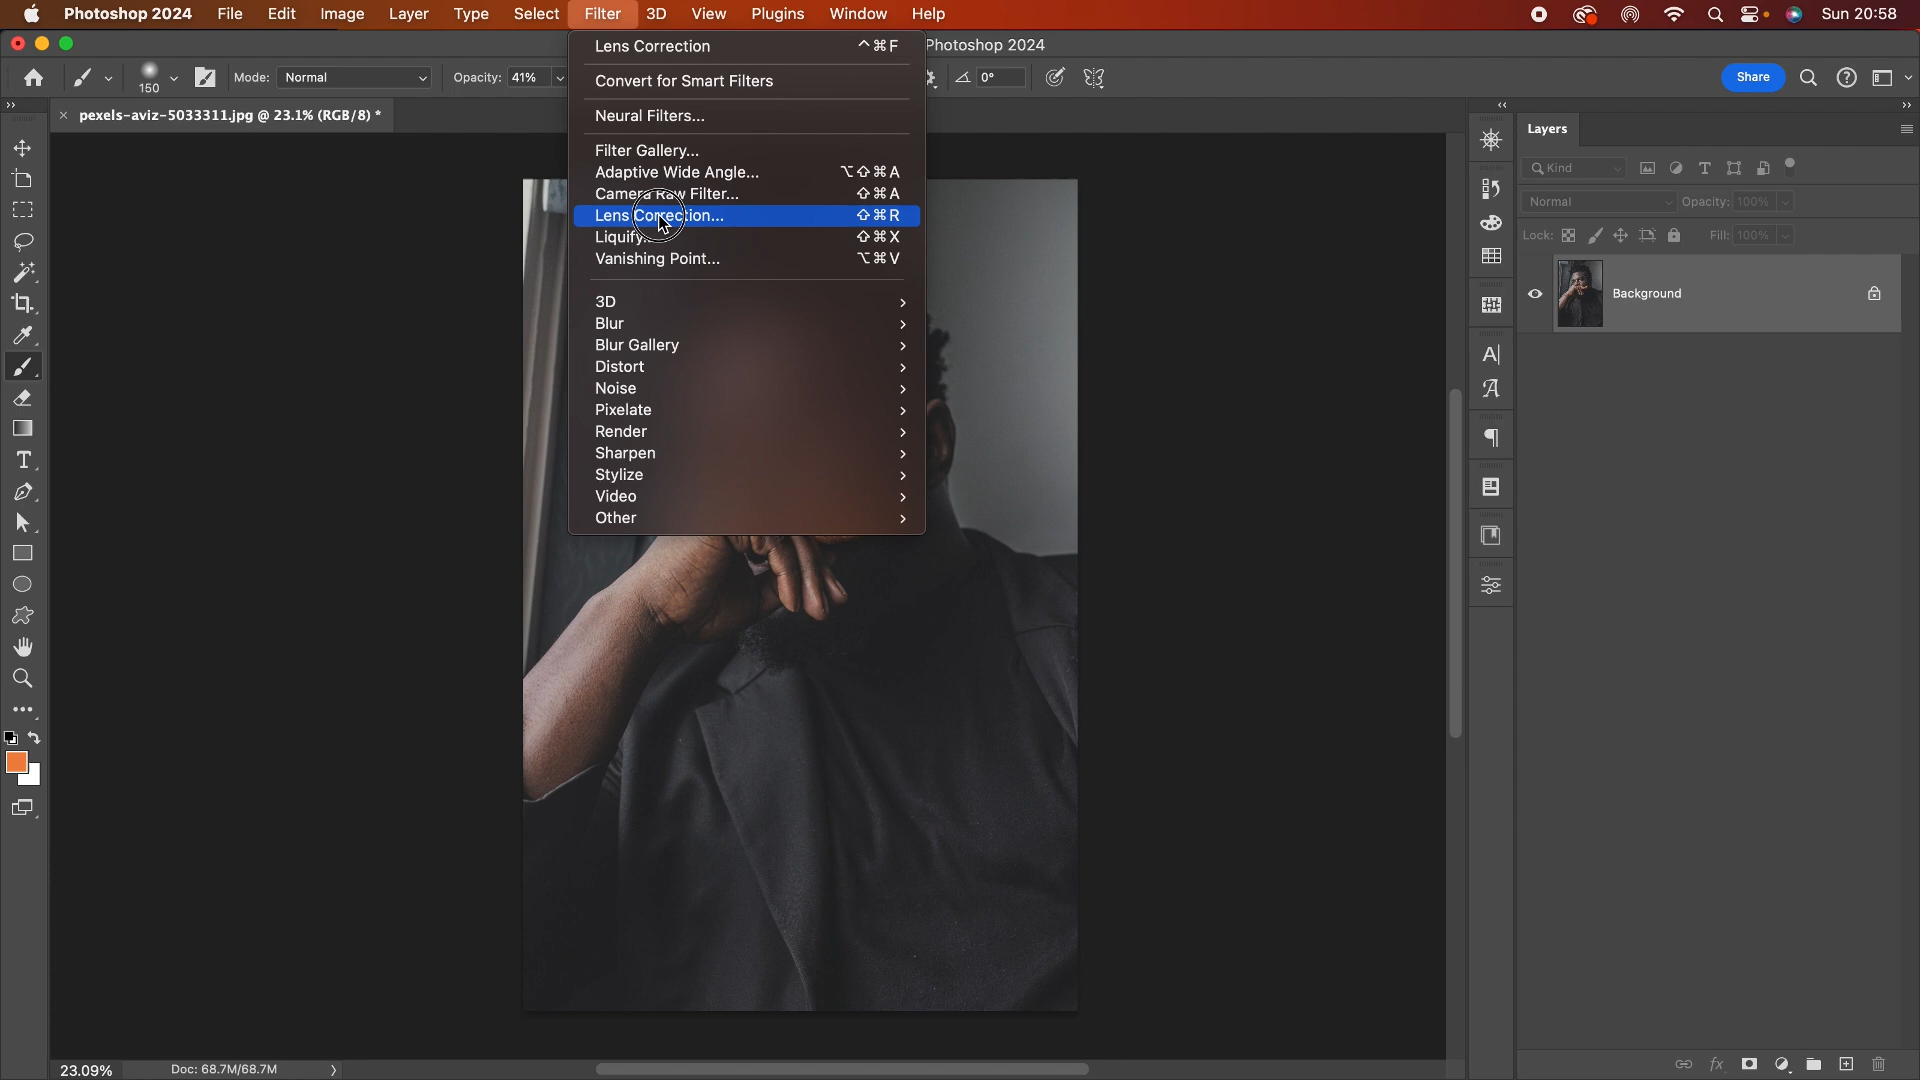 Photoshop 2024 File Edit Image Layer Type Select Filter 3D View Plugins Window Help Sun 20:58
Photoshop 2024
150 Mode: Normal Opacity: 41% 0° Share
pexels-aviz-5033311.jpg @ 23.1% (RGB/8) *
Lens Correction ^⌘F
Convert for Smart Filters
Neural Filters...
Filter Gallery...
Adaptive Wide Angle... ⌥⇧⌘A
Camera Raw Filter... ⇧⌘A
Lens Correction... ⇧⌘R
Liquify... ⇧⌘X
Vanishing Point... ⌥⌘V
3D
Blur
Blur Gallery
Distort
Noise
Pixelate
Render
Sharpen
Stylize
Video
Other
Layers
Kind
Normal Opacity: 100%
Lock: Fill: 100%
Background
23.09% Doc: 68.7M/68.7M